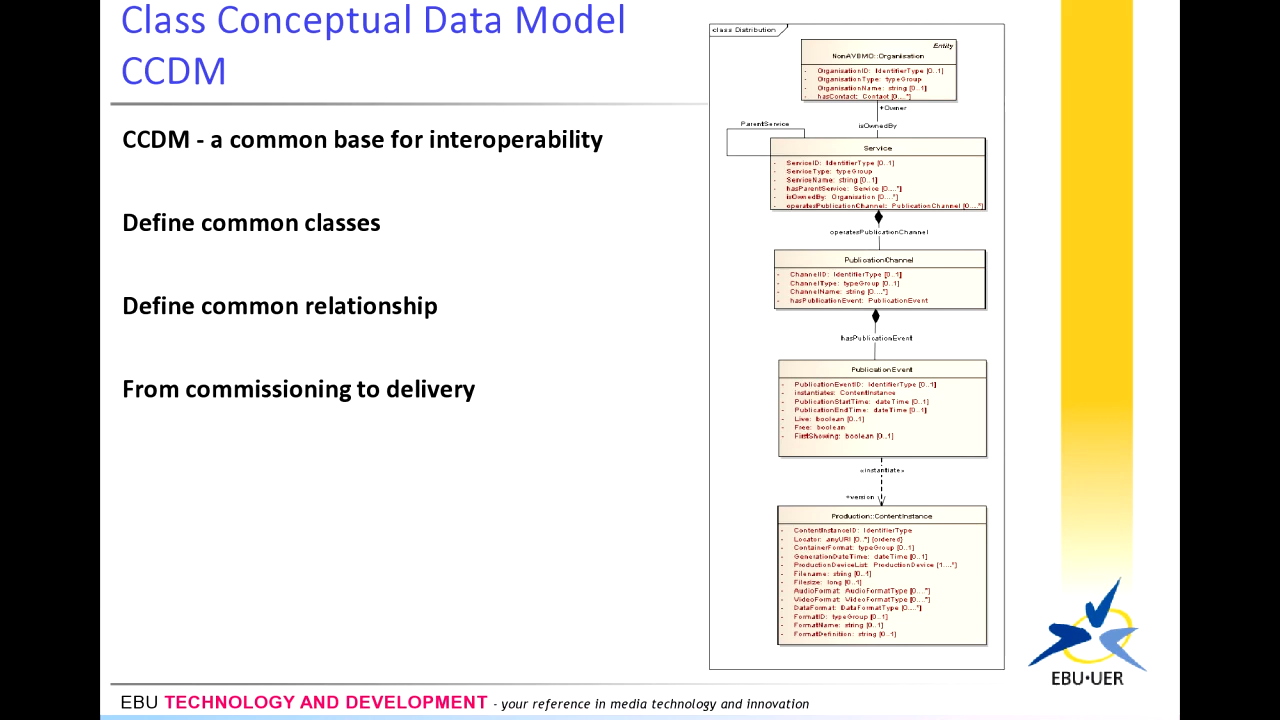 Class Conceptual Data Model
CCDM
CCDM - a common base for interoperability
Define common classes
Define common relationship
From commissioning to delivery
class Distribution
Entity
NonAVBMO::Organisation
- OrganisationID: IdentifierType [0..1]
- OrganisationType: typeGroup
- OrganisationName: string [0..1]
- hasContact: Contact [0...*]
+Owner
isOwnedBy
ParentService
Service
- ServiceID: IdentifierType [0..1]
- ServiceType: typeGroup
- ServiceName: string [0..1]
- hasParentService: Service [0....*]
- isOwnedBy: Organisation [0....*]
- operatesPublicationChannel: PublicationChannel [0....*]
operatesPublicationChannel
PublicationChannel
- ChannelID: IdentifierType [0..1]
- ChannelType: typeGroup [0..1]
- ChannelName: string [0....*]
- hasPublicationEvent: PublicationEvent
hasPublicationEvent
PublicationEvent
- PublicationEventID: IdentifierType [0..1]
- instantiates: ContentInstance
- PublicationStartTime: dateTime [0..1]
- PublicationEndTime: dateTime [0..1]
- Live: boolean [0..1]
- Free: boolean
- FirstShowing: boolean [0..1]
«instantiate»
+version
Production::ContentInstance
- ContentInstanceID: IdentifierType
- Locator: anyURI [0..*] {ordered}
- ContainerFormat: typeGroup [0..1]
- GenerationDateTime: dateTime [0..1]
- ProductionDeviceList: ProductionDevice [1....*]
- Filename: string [0..1]
- Filesize: long [0..1]
- AudioFormat: AudioFormatType [0....*]
- VideoFormat: VideoFormatType [0....*]
- DataFormat: DataFormatType [0....*]
- FormatID: typeGroup [0..1]
- FormatName: string [0..1]
- FormatDefinition: string [0..1]
EBU•UER
EBU TECHNOLOGY AND DEVELOPMENT - your reference in media technology and innovation